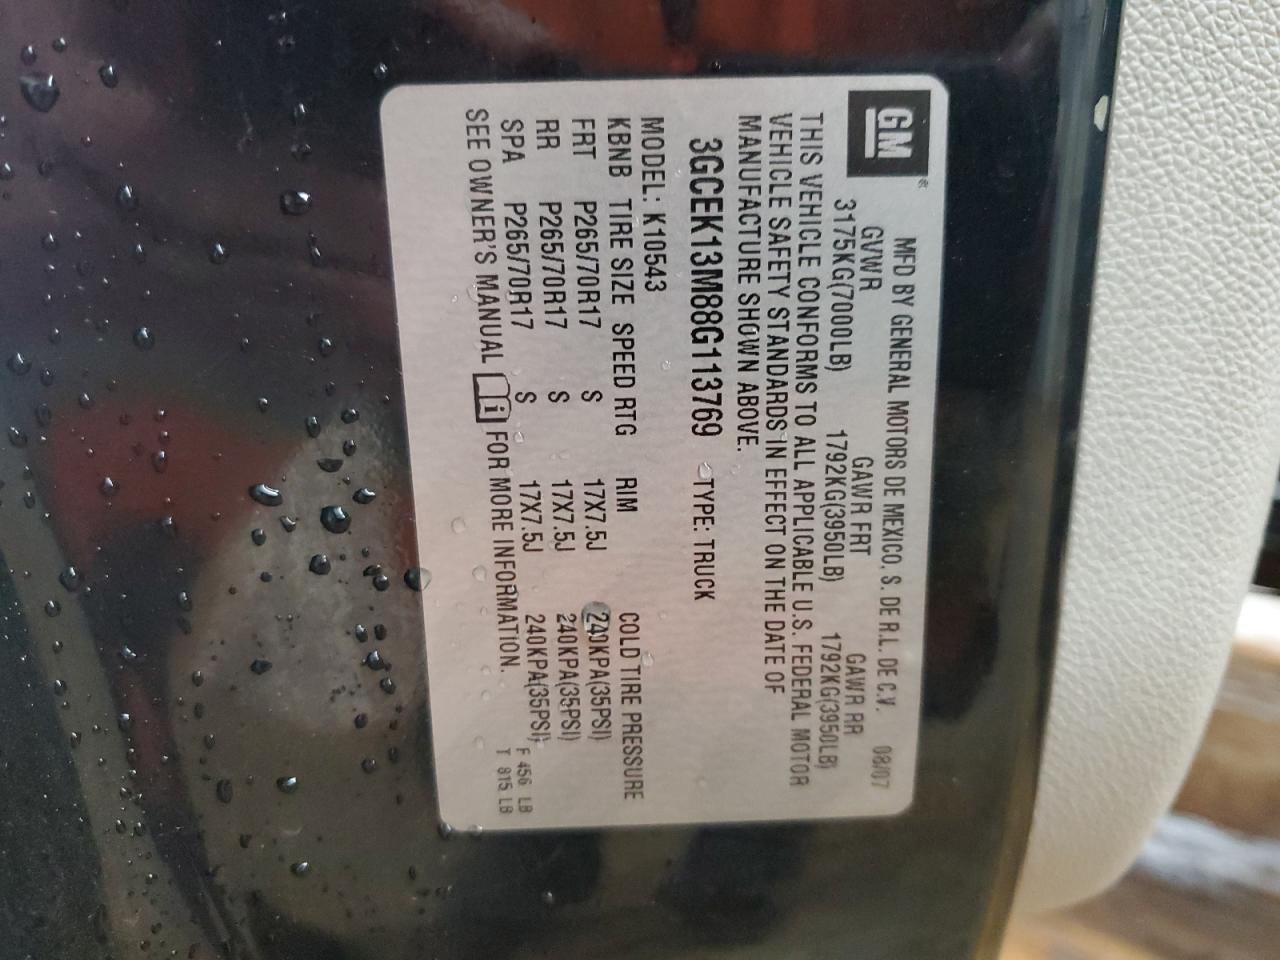 GM®
MFD BY GENERAL MOTORS DE MEXICO, S. DE R.L. DE C.V. 08/07
GVWR GAWR FRT GAWR RR
3175KG(7000LB) 1792KG(3950LB) 1792KG(3950LB)
THIS VEHICLE CONFORMS TO ALL APPLICABLE U.S. FEDERAL MOTOR
VEHICLE SAFETY STANDARDS IN EFFECT ON THE DATE OF
MANUFACTURE SHOWN ABOVE.
3GCEK13M88G113769 TYPE: TRUCK
MODEL: K10543
KBNB TIRE SIZE SPEED RTG RIM COLD TIRE PRESSURE
FRT P265/70R17 S 17X7.5J 240KPA(35PSI)
RR P265/70R17 S 17X7.5J 240KPA(35PSI)
SPA P265/70R17 S 17X7.5J 240KPA(35PSI)
SEE OWNER'S MANUAL i FOR MORE INFORMATION.
F 456 LB
T 815 LB